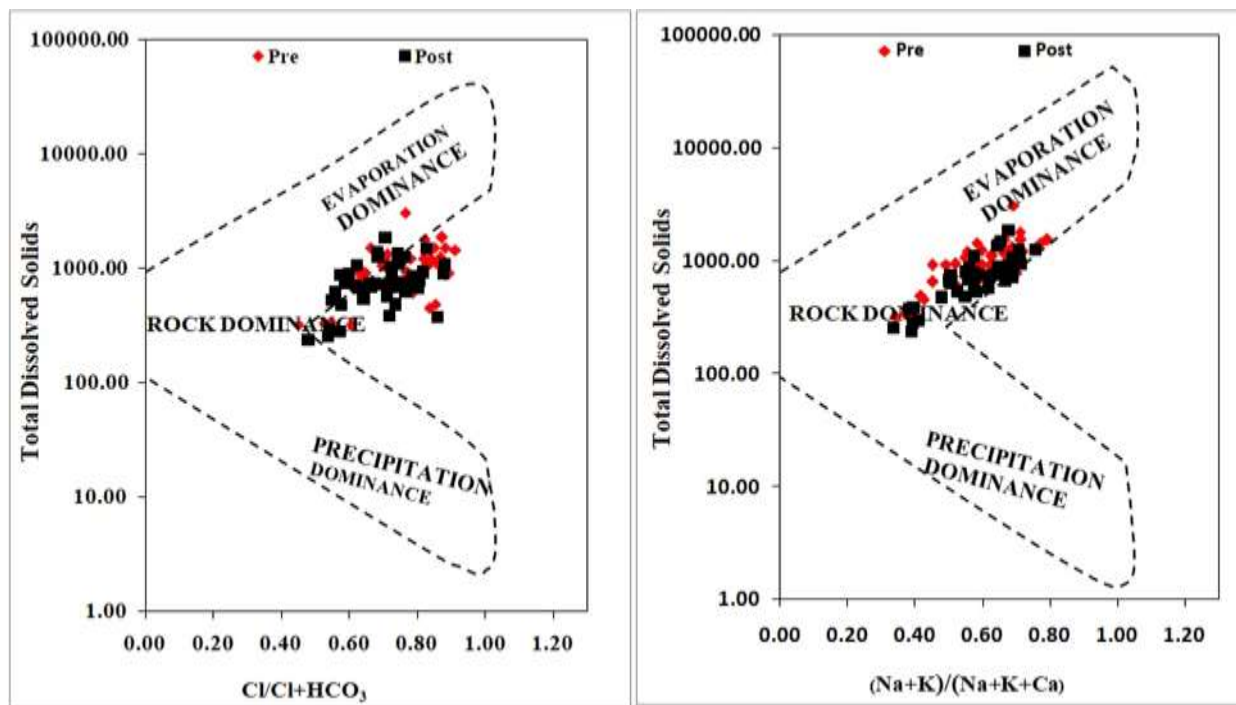 100000.00
10000.00
1000.00
100.00
10.00
1.00
Total Dissolved Solids
Pre Post
EVAPORATION
DOMINANCE
ROCK DOMINANCE
PRECIPITATION
DOMINANCE
0.00 0.20 0.40 0.60 0.80 1.00 1.20
Cl/Cl+HCO₃
100000.00
10000.00
1000.00
100.00
10.00
1.00
Total Dissolved Solids
Pre Post
EVAPORATION
DOMINANCE
ROCK DOMINANCE
PRECIPITATION
DOMINANCE
0.00 0.20 0.40 0.60 0.80 1.00 1.20
(Na+K)/(Na+K+Ca)